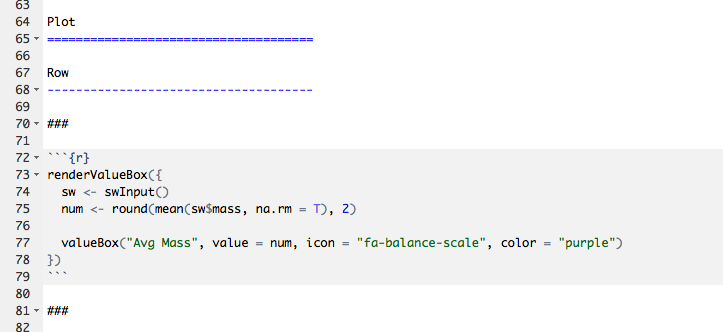 63
64 Plot
65 =====================================
66
67 Row
68 -------------------------------------
69
70 ###
71
72 ```{r}
73 renderValueBox({
74   sw <- swInput()
75   num <- round(mean(sw$mass, na.rm = T), 2)
76
77   valueBox("Avg Mass", value = num, icon = "fa-balance-scale", color = "purple")
78 })
79 ```
80
81 ###
82